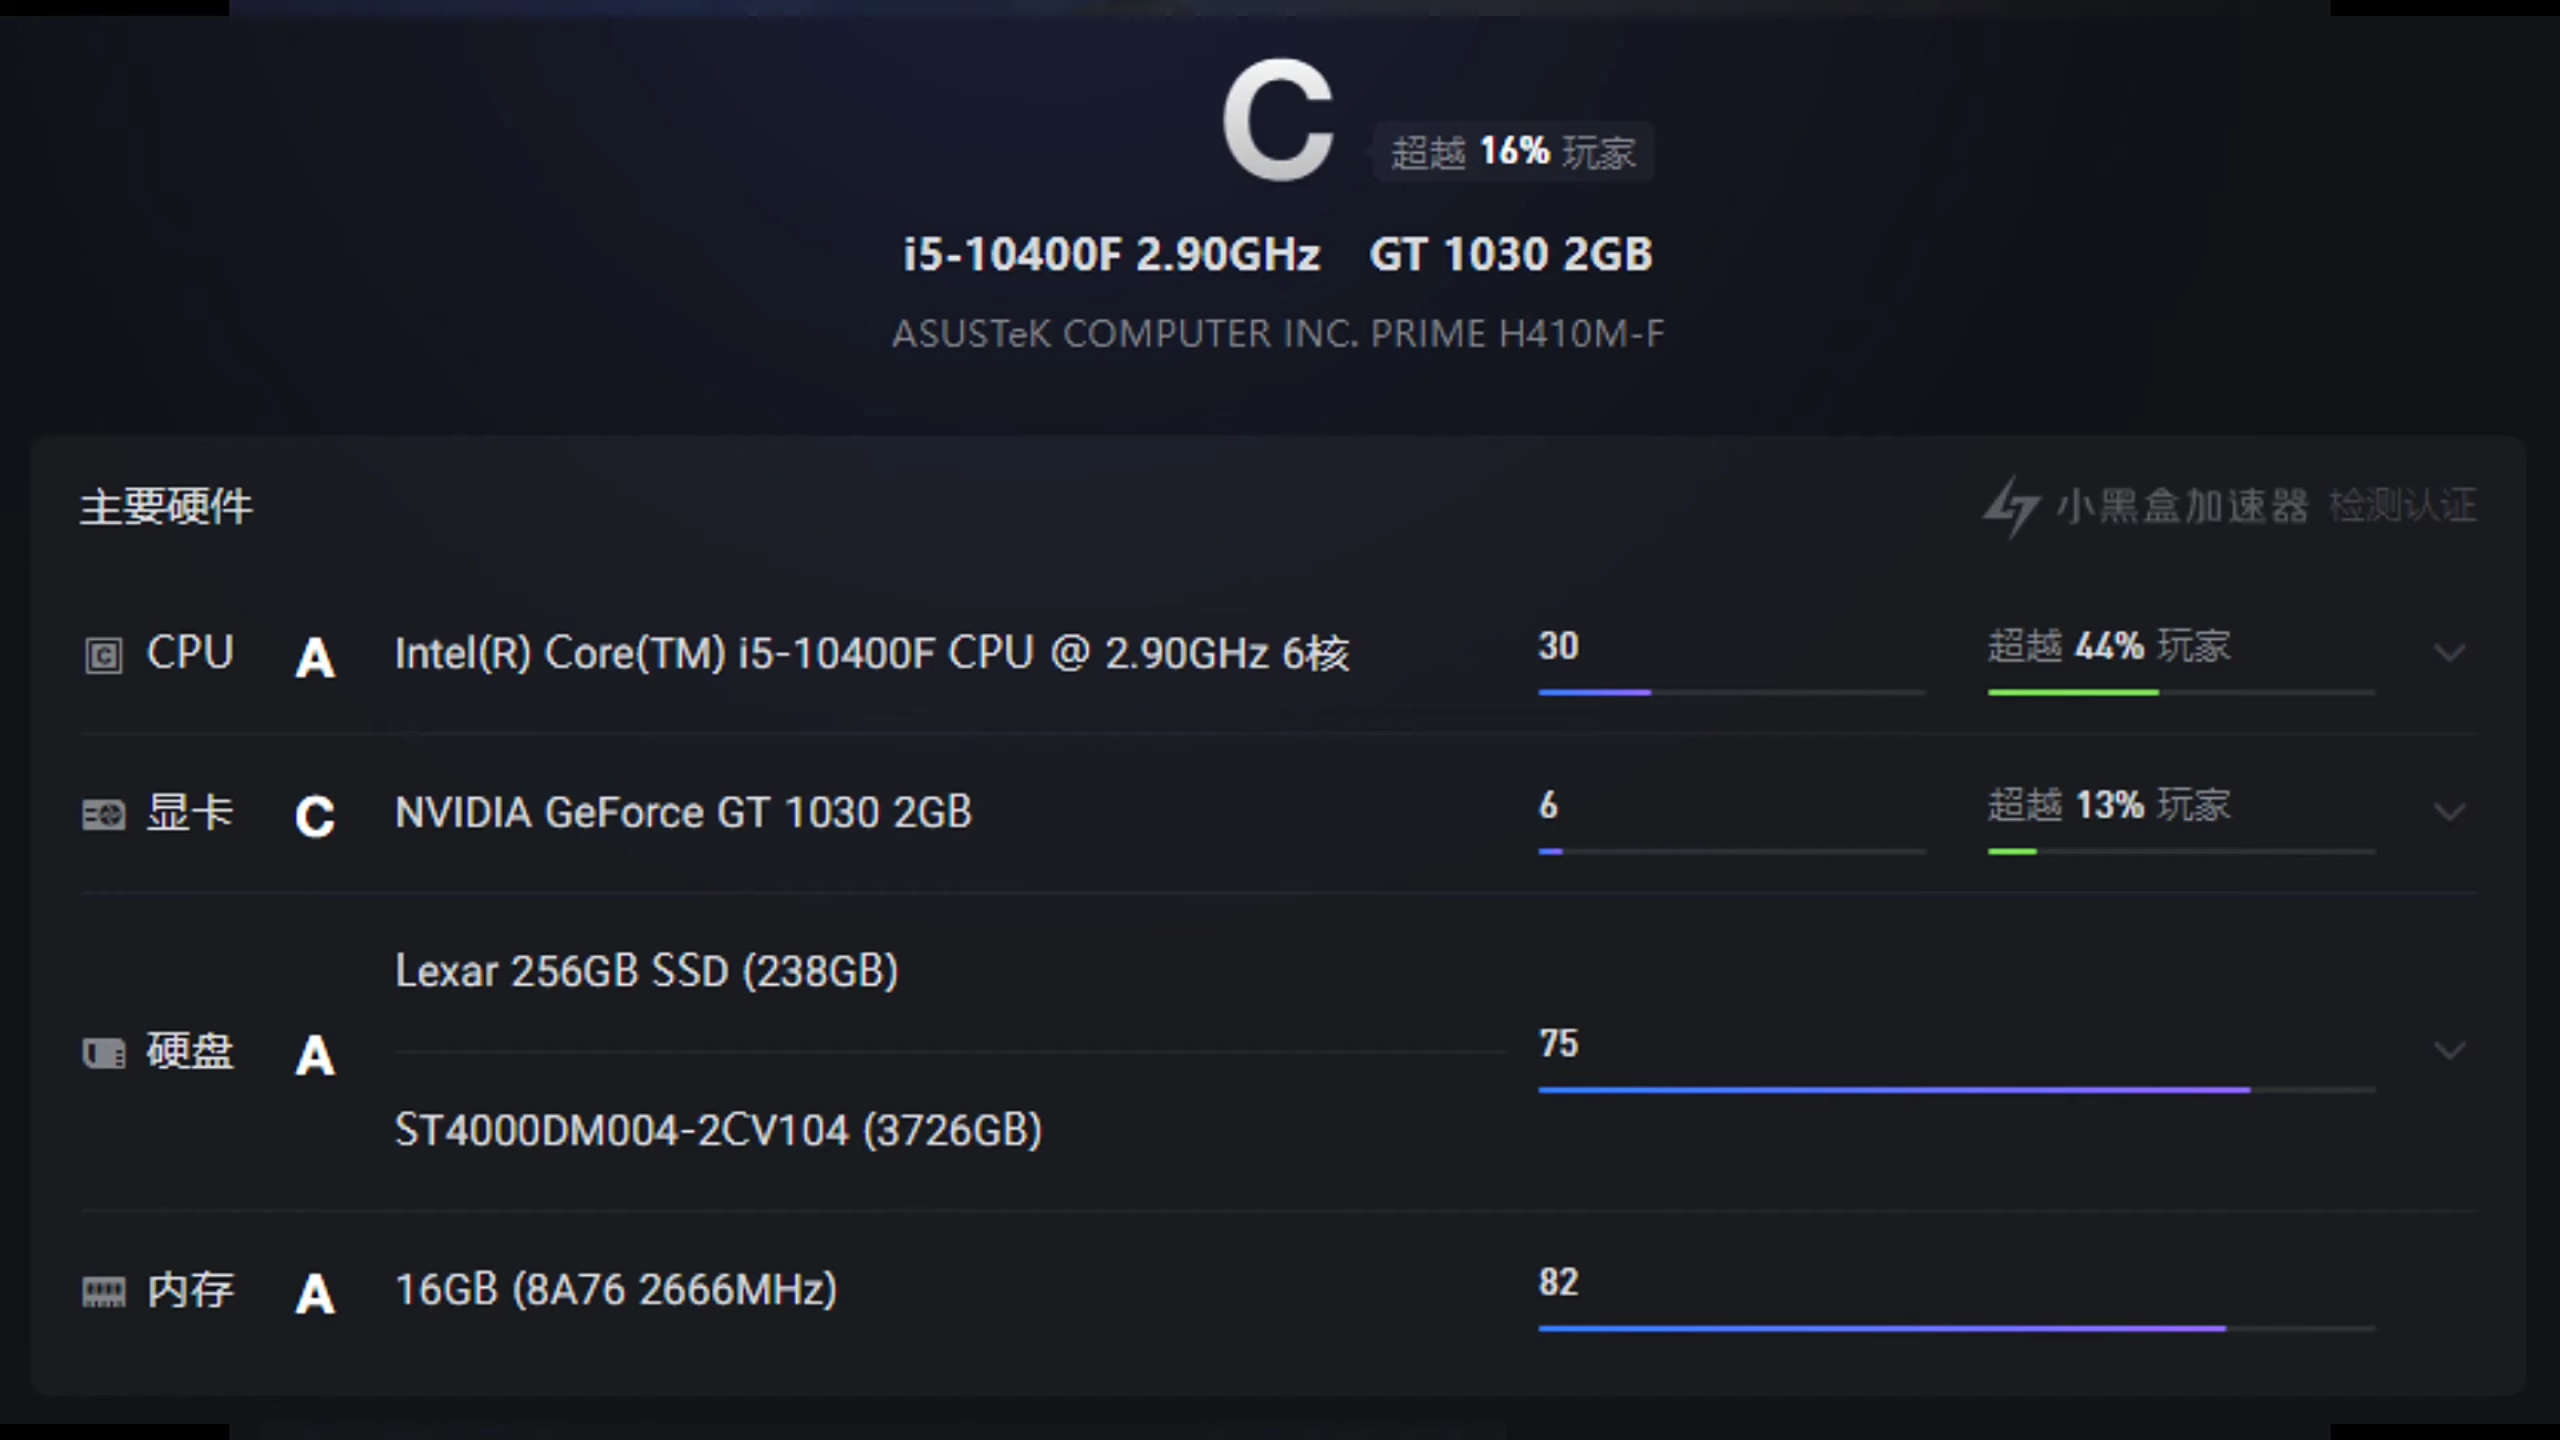 C 超越 16% 玩家
i5-10400F 2.90GHz GT 1030 2GB
ASUSTeK COMPUTER INC. PRIME H410M-F
主要硬件 小黑盒加速器 检测认证
CPU A Intel(R) Core(TM) i5-10400F CPU @ 2.90GHz 6核 30 超越 44% 玩家
显卡 C NVIDIA GeForce GT 1030 2GB 6 超越 13% 玩家
Lexar 256GB SSD (238GB)
硬盘 A 75
ST4000DM004-2CV104 (3726GB)
内存 A 16GB (8A76 2666MHz) 82